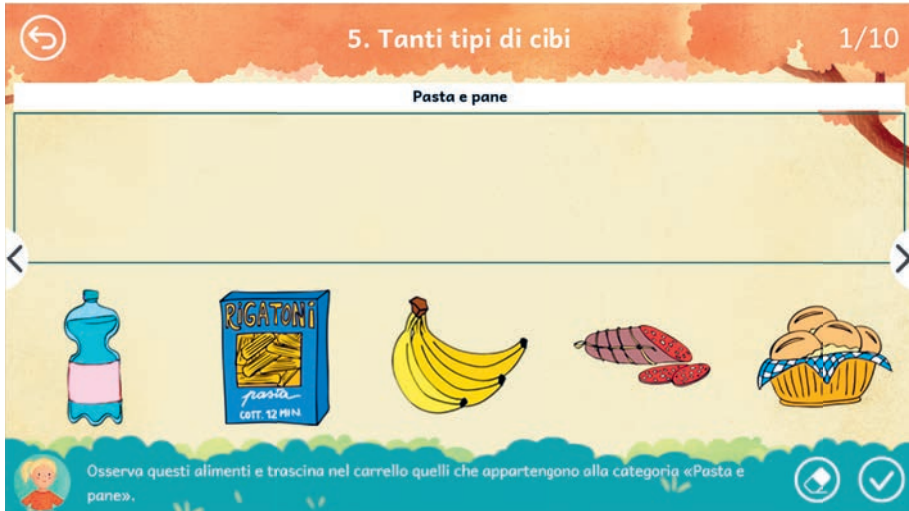 5. Tanti tipi di cibi
1/10
Pasta e pane
RIGATONI
pasta
COTT. 12 MIN
Osserva questi alimenti e trascina nel carrello quelli che appartengono alla categoria «Pasta e
pane».